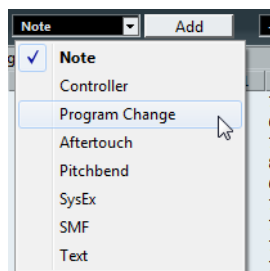 Note Add
Note
Controller
Program Change
Aftertouch
Pitchbend
SysEx
SMF
Text